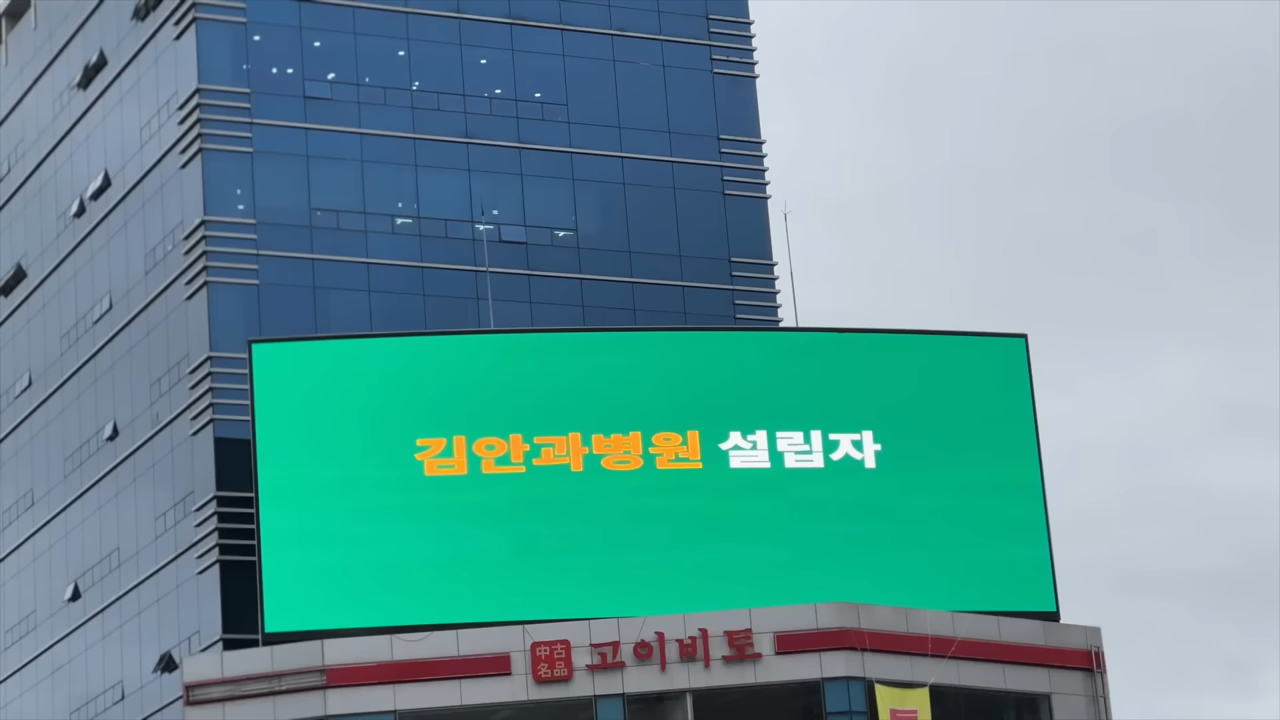 김안과병원 설립자
中古
名品
고이비토